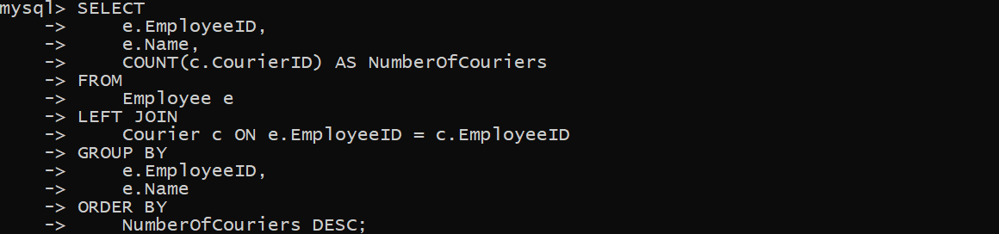 mysql> SELECT
    ->     e.EmployeeID,
    ->     e.Name,
    ->     COUNT(c.CourierID) AS NumberOfCouriers
    -> FROM
    ->     Employee e
    -> LEFT JOIN
    ->     Courier c ON e.EmployeeID = c.EmployeeID
    -> GROUP BY
    ->     e.EmployeeID,
    ->     e.Name
    -> ORDER BY
    ->     NumberOfCouriers DESC;